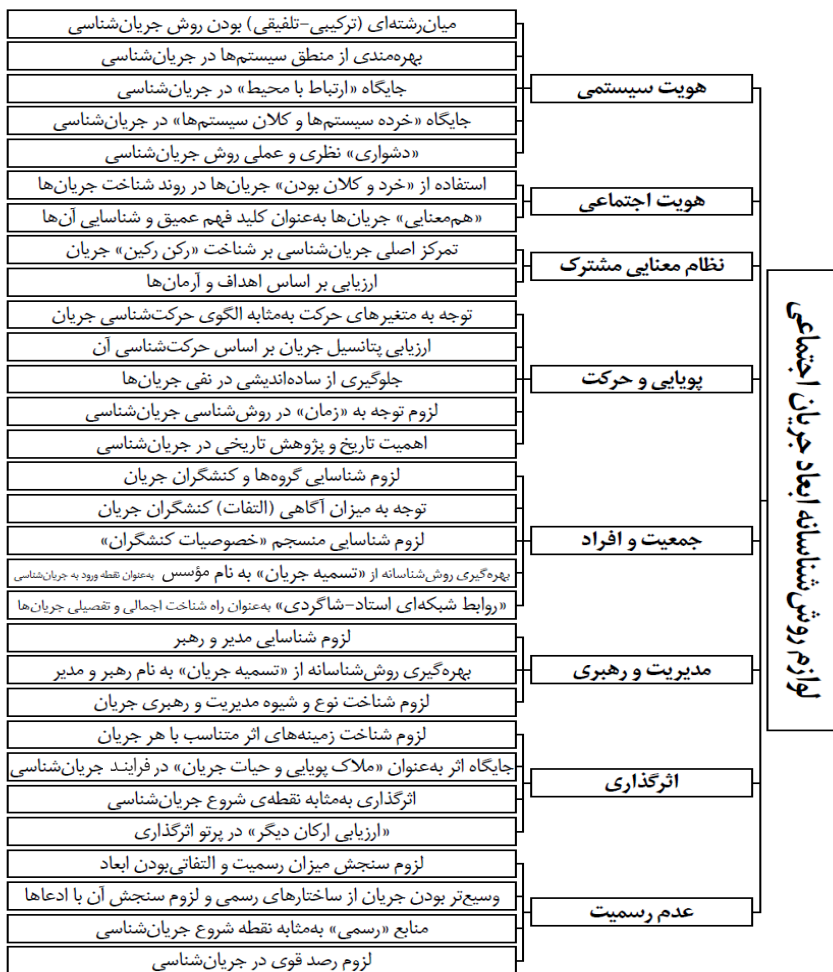 لوازم روش‌شناسانه ابعاد جریان اجتماعی
هویت سیستمی
میان‌رشته‌ای (ترکیبی-تلفیقی) بودن روش جریان‌شناسی
بهره‌مندی از منطق سیستم‌ها در جریان‌شناسی
جایگاه «ارتباط با محیط» در جریان‌شناسی
جایگاه «خرده سیستم‌ها و کلان سیستم‌ها» در جریان‌شناسی
«دشواری» نظری و عملی روش جریان‌شناسی
هویت اجتماعی
استفاده از «خرد و کلان بودن» جریان‌ها در روند شناخت جریان‌ها
«هم‌معنایی» جریان‌ها به‌عنوان کلید فهم عمیق و شناسایی آن‌ها
نظام معنایی مشترک
تمرکز اصلی جریان‌شناسی بر شناخت «رکن رکین» جریان
ارزیابی بر اساس اهداف و آرمان‌ها
پویایی و حرکت
توجه به متغیرهای حرکت به‌مثابه الگوی حرکت‌شناسی جریان
ارزیابی پتانسیل جریان بر اساس حرکت‌شناسی آن
جلوگیری از ساده‌اندیشی در نفی جریان‌ها
لزوم توجه به «زمان» در روش‌شناسی جریان‌شناسی
اهمیت تاریخ و پژوهش تاریخی در جریان‌شناسی
جمعیت و افراد
لزوم شناسایی گروه‌ها و کنشگران جریان
توجه به میزان آگاهی (التفات) کنشگران جریان
لزوم شناسایی منسجم «خصوصیات کنشگران»
بهره‌گیری روش‌شناسانه از «تسمیه جریان» به نام مؤسس به‌عنوان نقطه ورود به جریان‌شناسی
«روابط شبکه‌ای استاد-شاگردی» به‌عنوان راه شناخت اجمالی و تفصیلی جریان‌ها
مدیریت و رهبری
لزوم شناسایی مدیر و رهبر
بهره‌گیری روش‌شناسانه از «تسمیه جریان» به نام رهبر و مدیر
لزوم شناخت نوع و شیوه مدیریت و رهبری جریان
اثرگذاری
لزوم شناخت زمینه‌های اثر متناسب با هر جریان
جایگاه اثر به‌عنوان «ملاک پویایی و حیات جریان» در فرایند جریان‌شناسی
اثرگذاری به‌مثابه نقطه‌ی شروع جریان‌شناسی
«ارزیابی ارکان دیگر» در پرتو اثرگذاری
عدم رسمیت
لزوم سنجش میزان رسمیت و التفاتی‌بودن ابعاد
وسیع‌تر بودن جریان از ساختارهای رسمی و لزوم سنجش آن با ادعاها
منابع «رسمی» به‌مثابه نقطه شروع جریان‌شناسی
لزوم رصد قوی در جریان‌شناسی